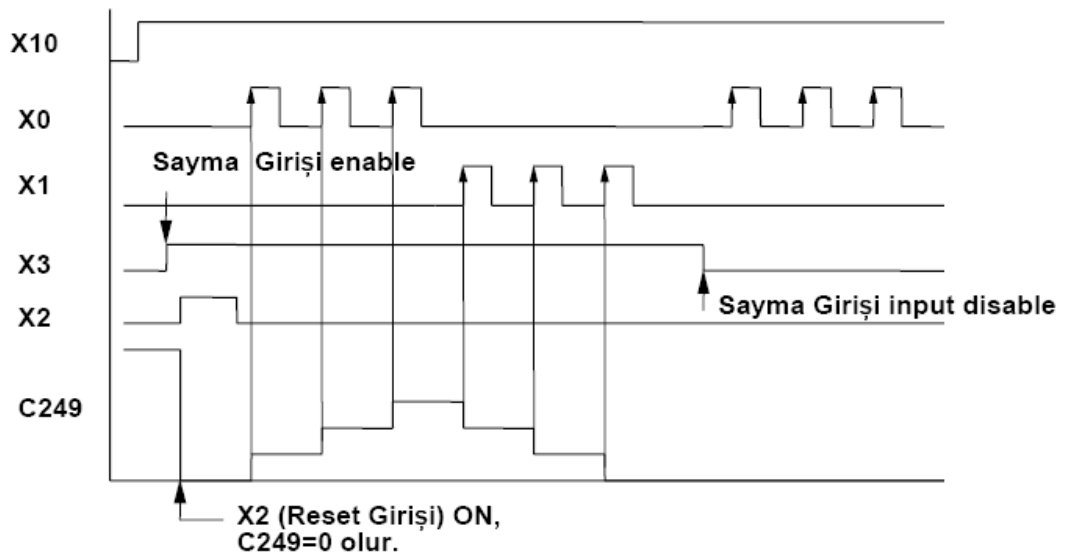 X10
X0
Sayma Girişi enable
X1
X3
Sayma Girişi input disable
X2
C249
X2 (Reset Girişi) ON,
C249=0 olur.